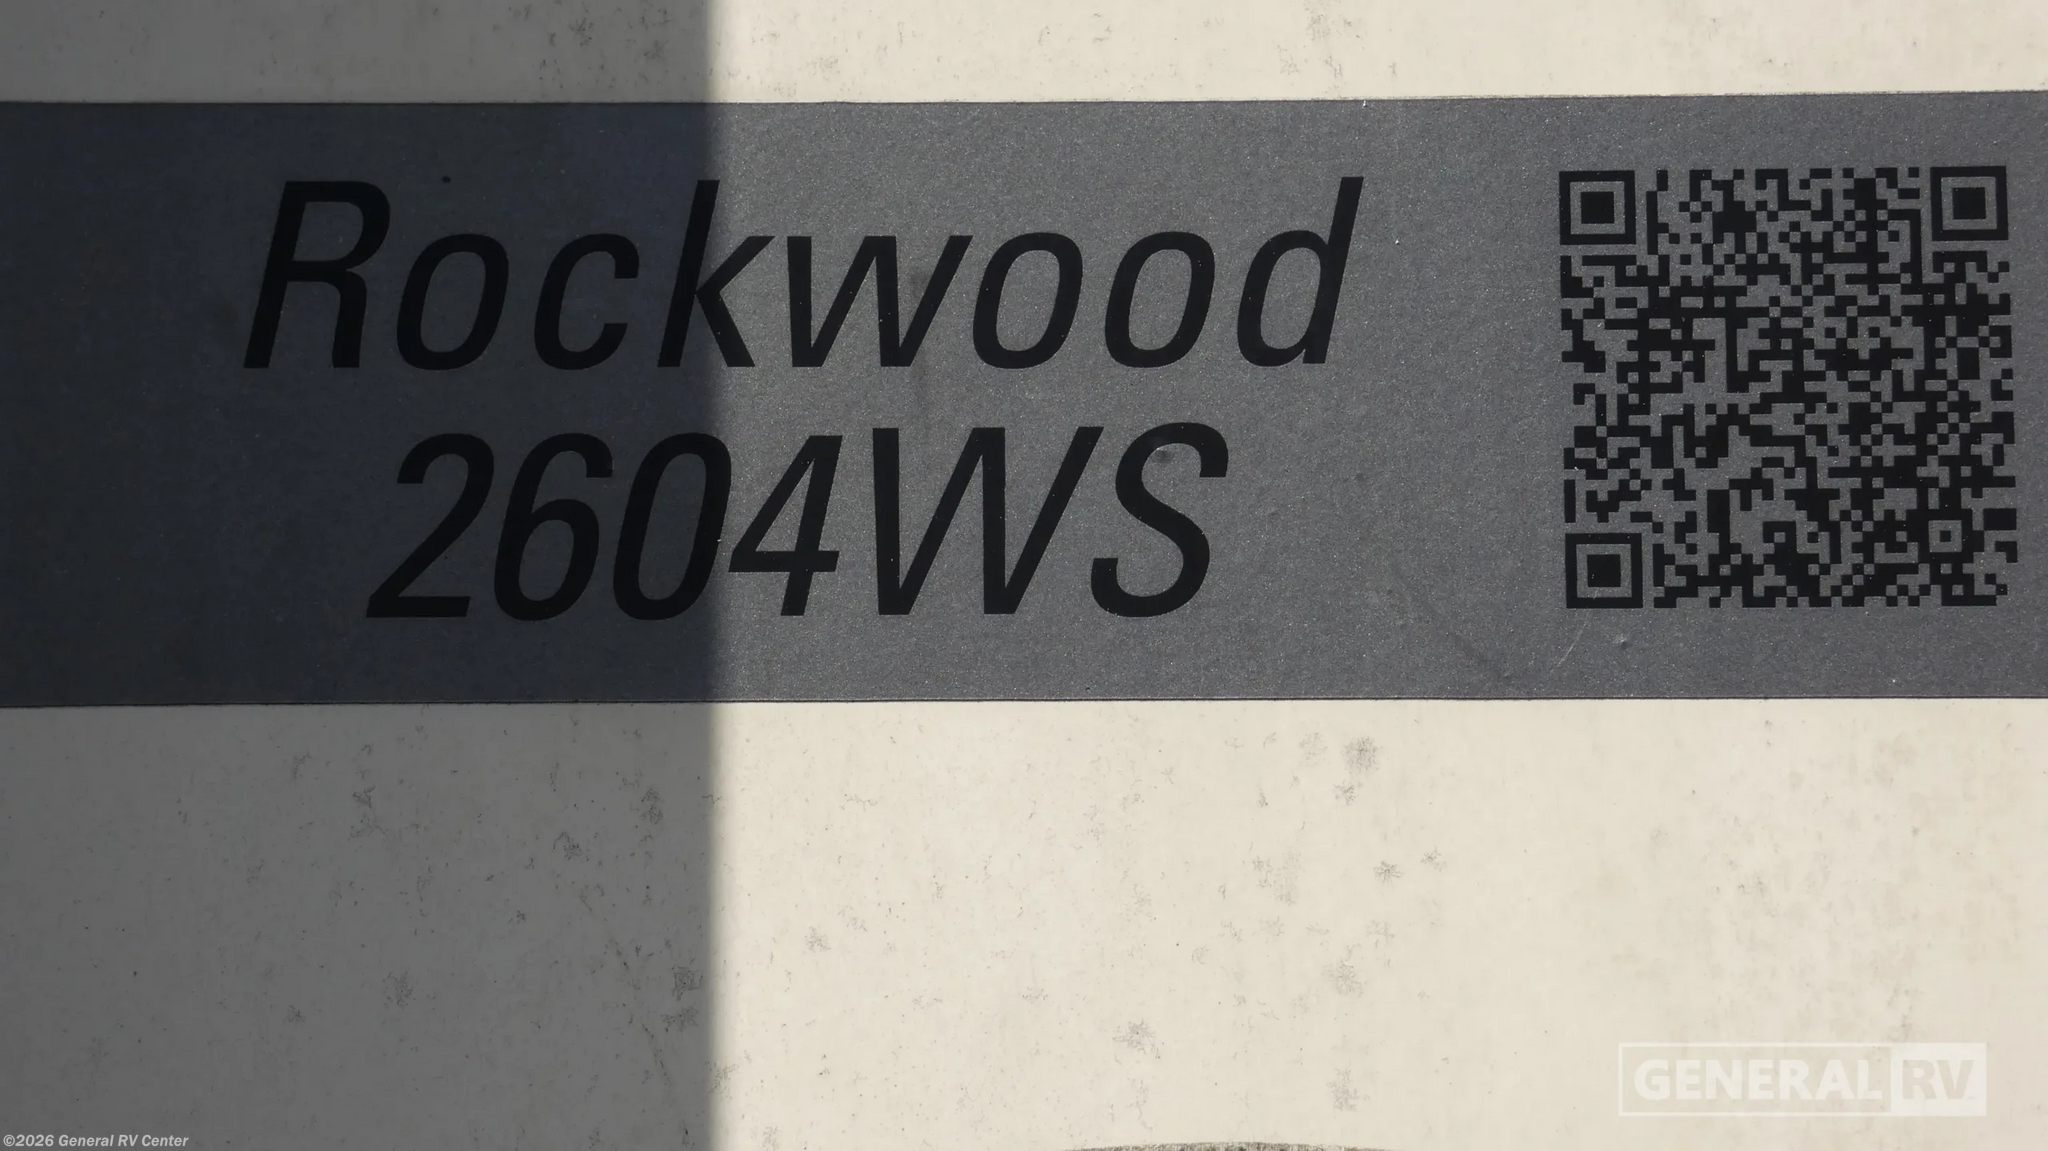 Rockwood
2604WS
GENERAL RV
©2026 General RV Center